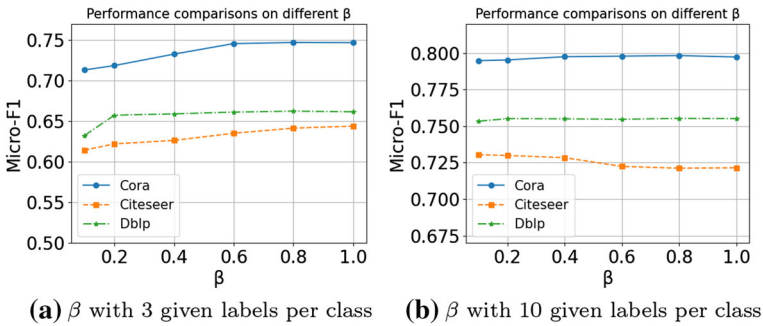 Performance comparisons on different β
0.75
0.70
0.65
0.60
0.55
0.50
Micro-F1
Cora
Citeseer
Dblp
0.2 0.4 0.6 0.8 1.0
β
(a) β with 3 given labels per class
Performance comparisons on different β
0.800
0.775
0.750
0.725
0.700
0.675
Micro-F1
Cora
Citeseer
Dblp
0.2 0.4 0.6 0.8 1.0
β
(b) β with 10 given labels per class